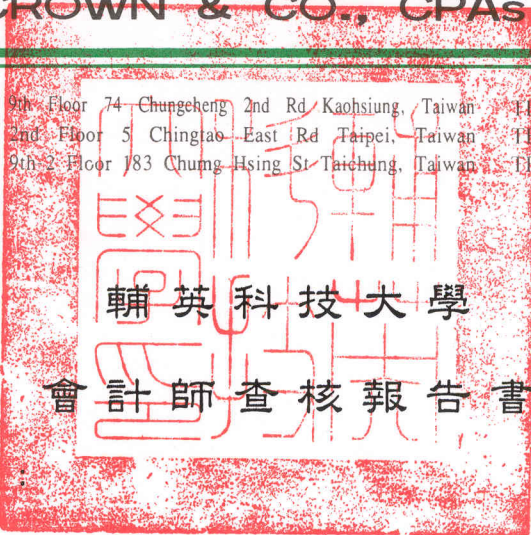 CROWN & CO., CPAs
9th Floor 74 Chungcheng 2nd Rd Kaohsiung, Taiwan
2nd Floor 5 Chingtao East Rd Taipei, Taiwan
9th-2 Floor 183 Chumg Hsing St Taichung, Taiwan
輔英科技大學
會計師查核報告書
: